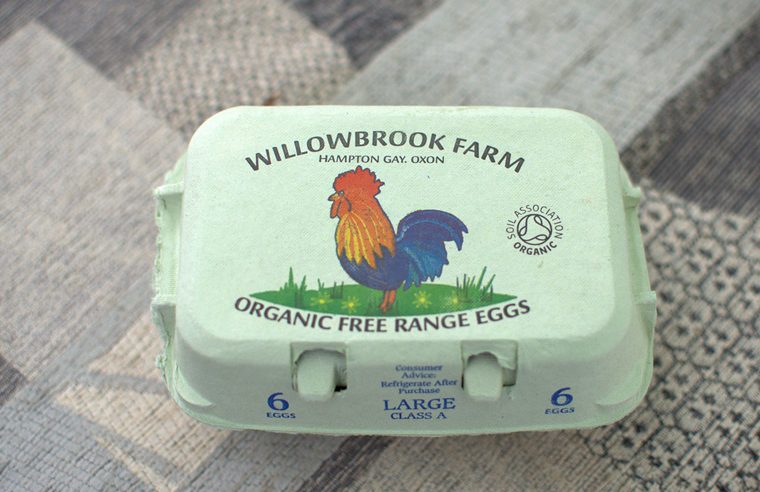 WILLOWBROOK FARM
HAMPTON GAY. OXON
SOIL ASSOCIATION
ORGANIC
ORGANIC FREE RANGE EGGS
6
EGGS
Consumer
Advice:
Refrigerate After
Purchase
LARGE
CLASS A
6
EGGS